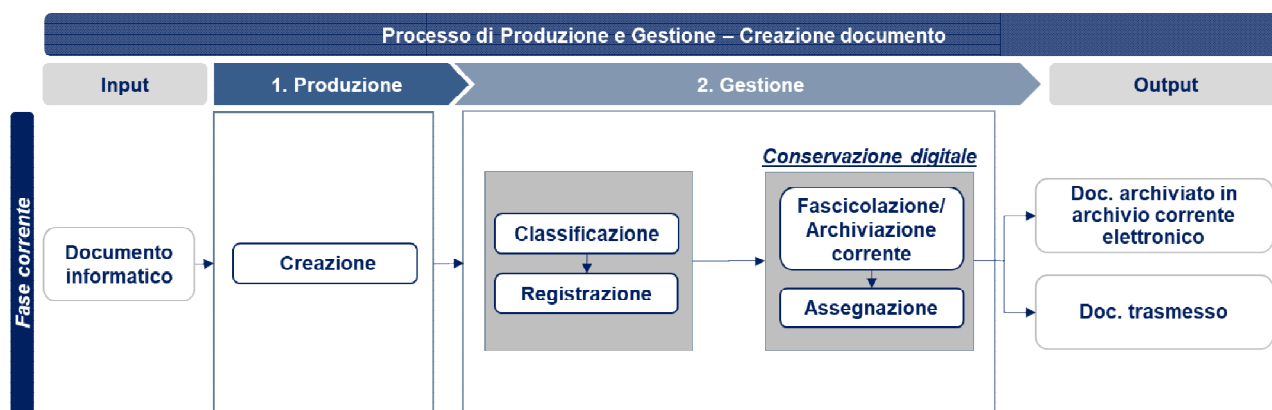 Processo di Produzione e Gestione – Creazione documento
Input
1. Produzione
2. Gestione
Output
Fase corrente
Documento
informatico
Creazione
Classificazione
Registrazione
Conservazione digitale
Fascicolazione/
Archiviazione
corrente
Assegnazione
Doc. archiviato in
archivio corrente
elettronico
Doc. trasmesso